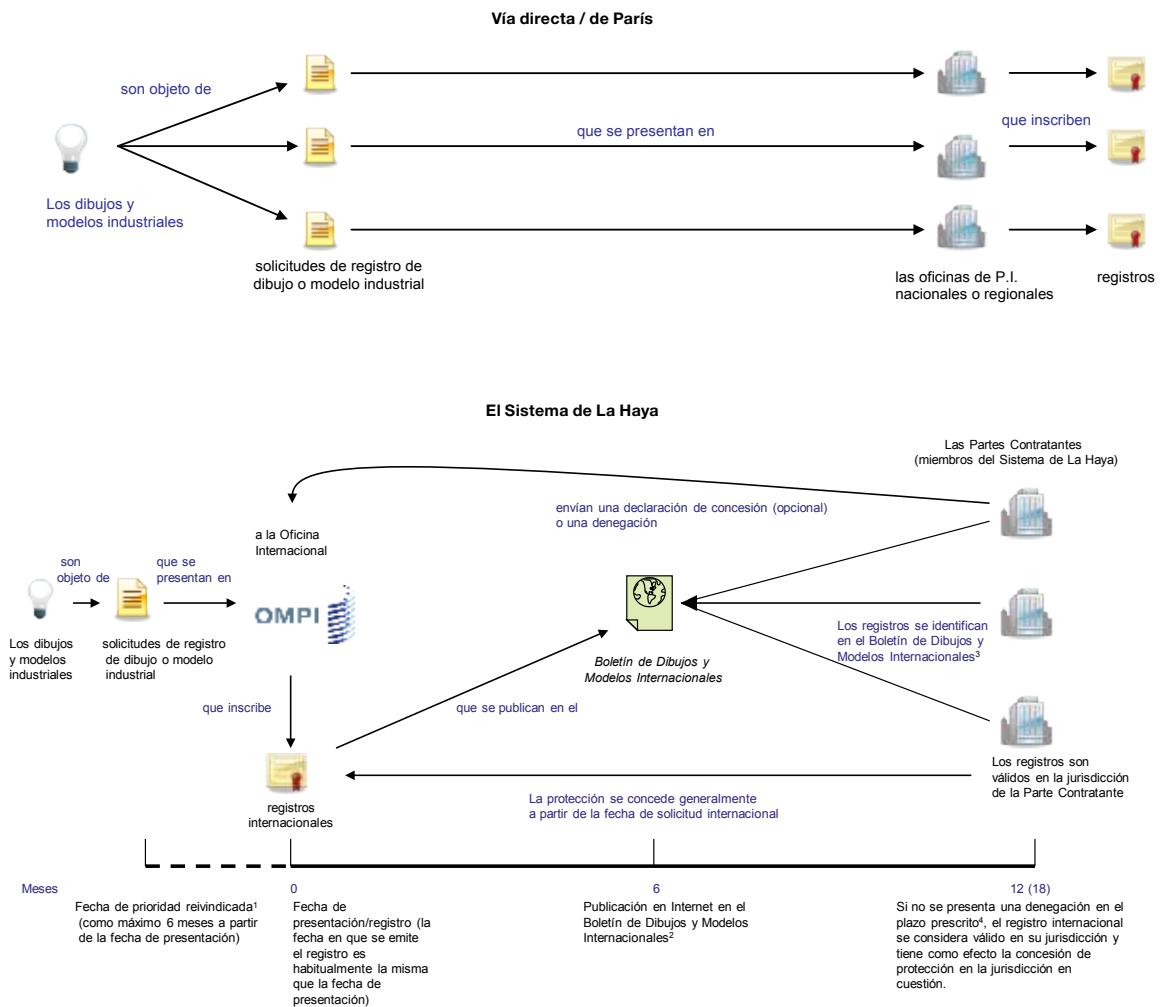 Vía directa / de París
son objeto de
que se presentan en
que inscriben
Los dibujos y
modelos industriales
solicitudes de registro de
dibujo o modelo industrial
las oficinas de P.I.
nacionales o regionales
registros
El Sistema de La Haya
Las Partes Contratantes
(miembros del Sistema de La Haya)
envían una declaración de concesión (opcional)
o una denegación
a la Oficina
Internacional
son
objeto de
que se
presentan en
OMPI
Los dibujos
y modelos
industriales
solicitudes de registro
de dibujo o modelo
industrial
Los registros se identifican
en el Boletín de Dibujos y
Modelos Internacionales³
Boletín de Dibujos y
Modelos Internacionales
que inscribe
que se publican en el
registros
internacionales
Los registros son
válidos en la jurisdicción
de la Parte Contratante
La protección se concede generalmente
a partir de la fecha de solicitud internacional
Meses
0
6
12 (18)
Fecha de prioridad reivindicada¹
(como máximo 6 meses a partir
de la fecha de presentación)
Fecha de
presentación/registro (la
fecha en que se emite
el registro es
habitualmente la misma
que la fecha de
presentación)
Publicación en Internet en el
Boletín de Dibujos y Modelos
Internacionales²
Si no se presenta una denegación en el
plazo prescrito⁴, el registro internacional
se considera válido en su jurisdicción y
tiene como efecto la concesión de
protección en la jurisdicción en
cuestión.